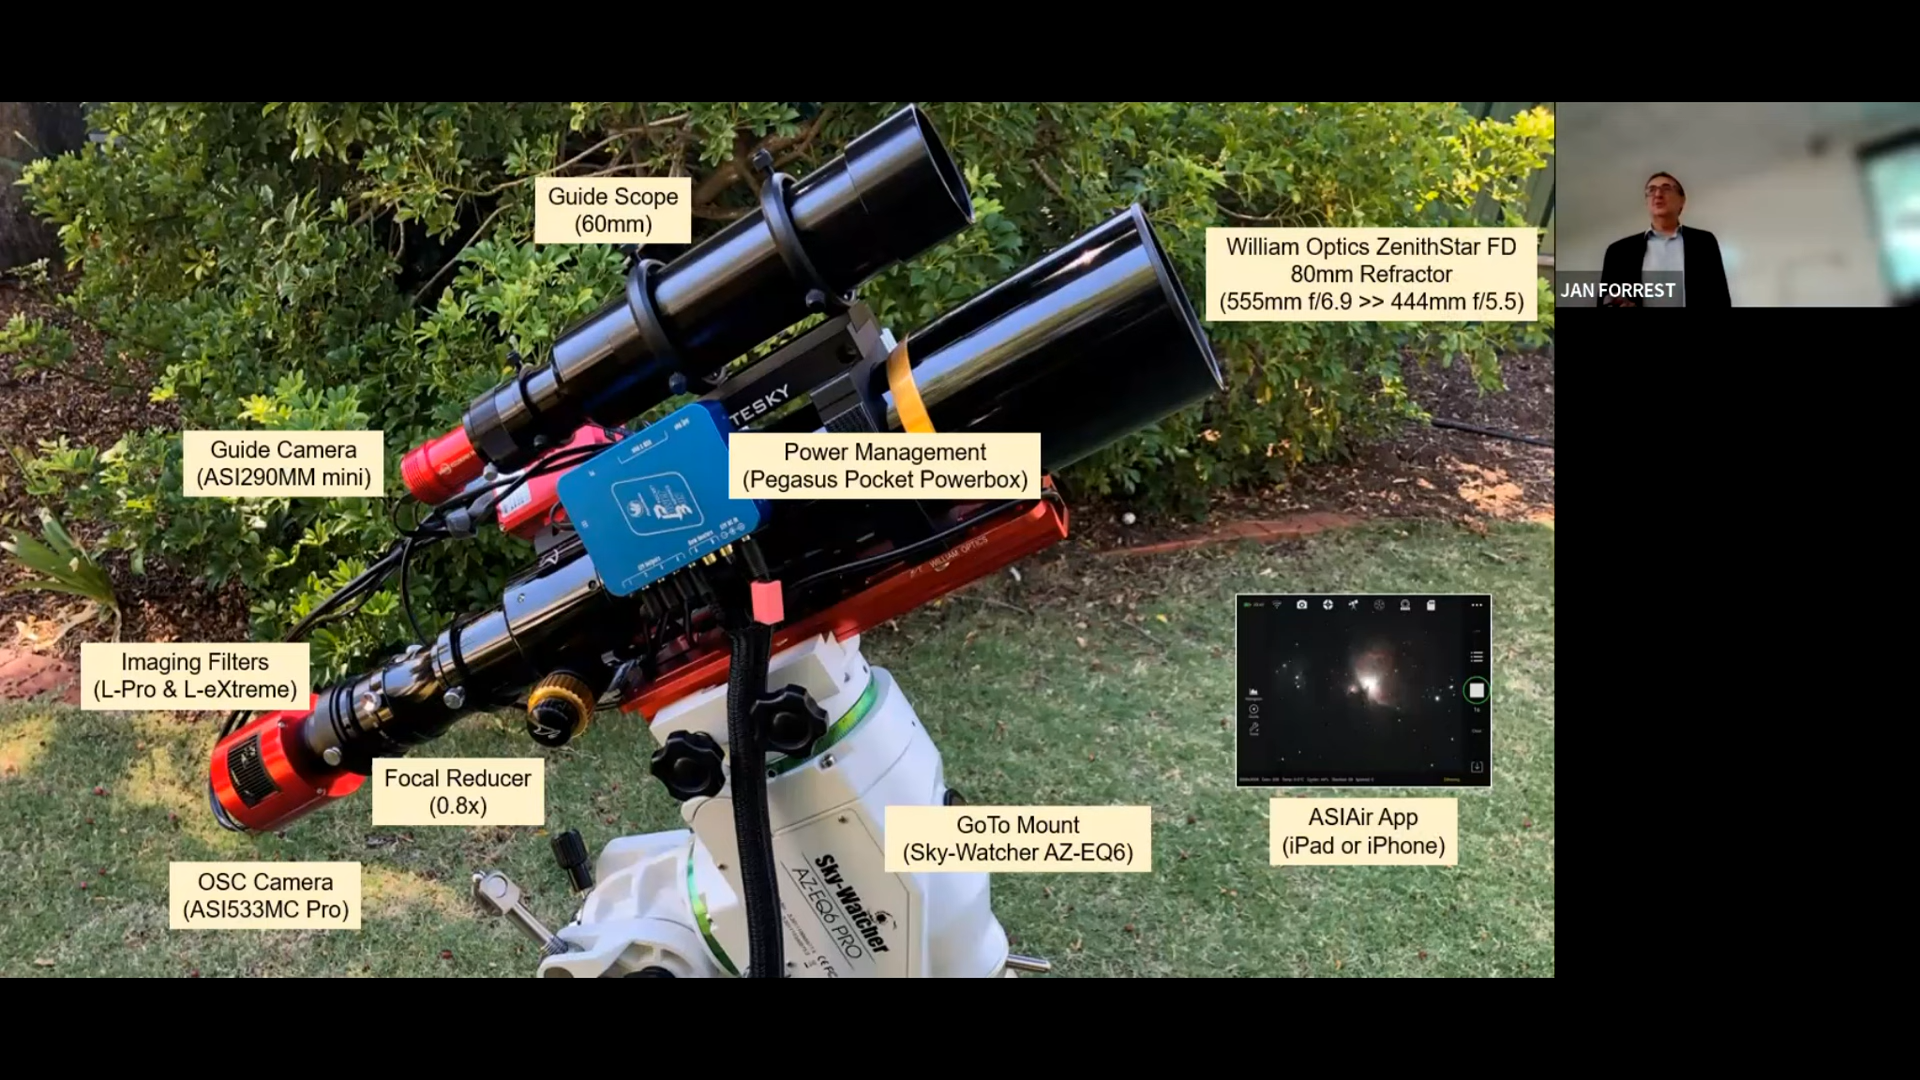 Guide Scope
(60mm)
William Optics ZenithStar FD
80mm Refractor
(555mm f/6.9 >> 444mm f/5.5)
JAN FORREST
TESKY
Guide Camera
(ASI290MM mini)
Power Management
(Pegasus Pocket Powerbox)
WILLIAM OPTICS
Imaging Filters
(L-Pro & L-eXtreme)
Focal Reducer
(0.8x)
GoTo Mount
(Sky-Watcher AZ-EQ6)
ASIAir App
(iPad or iPhone)
OSC Camera
(ASI533MC Pro)
Sky-Watcher
AZ-EQ6 PRO